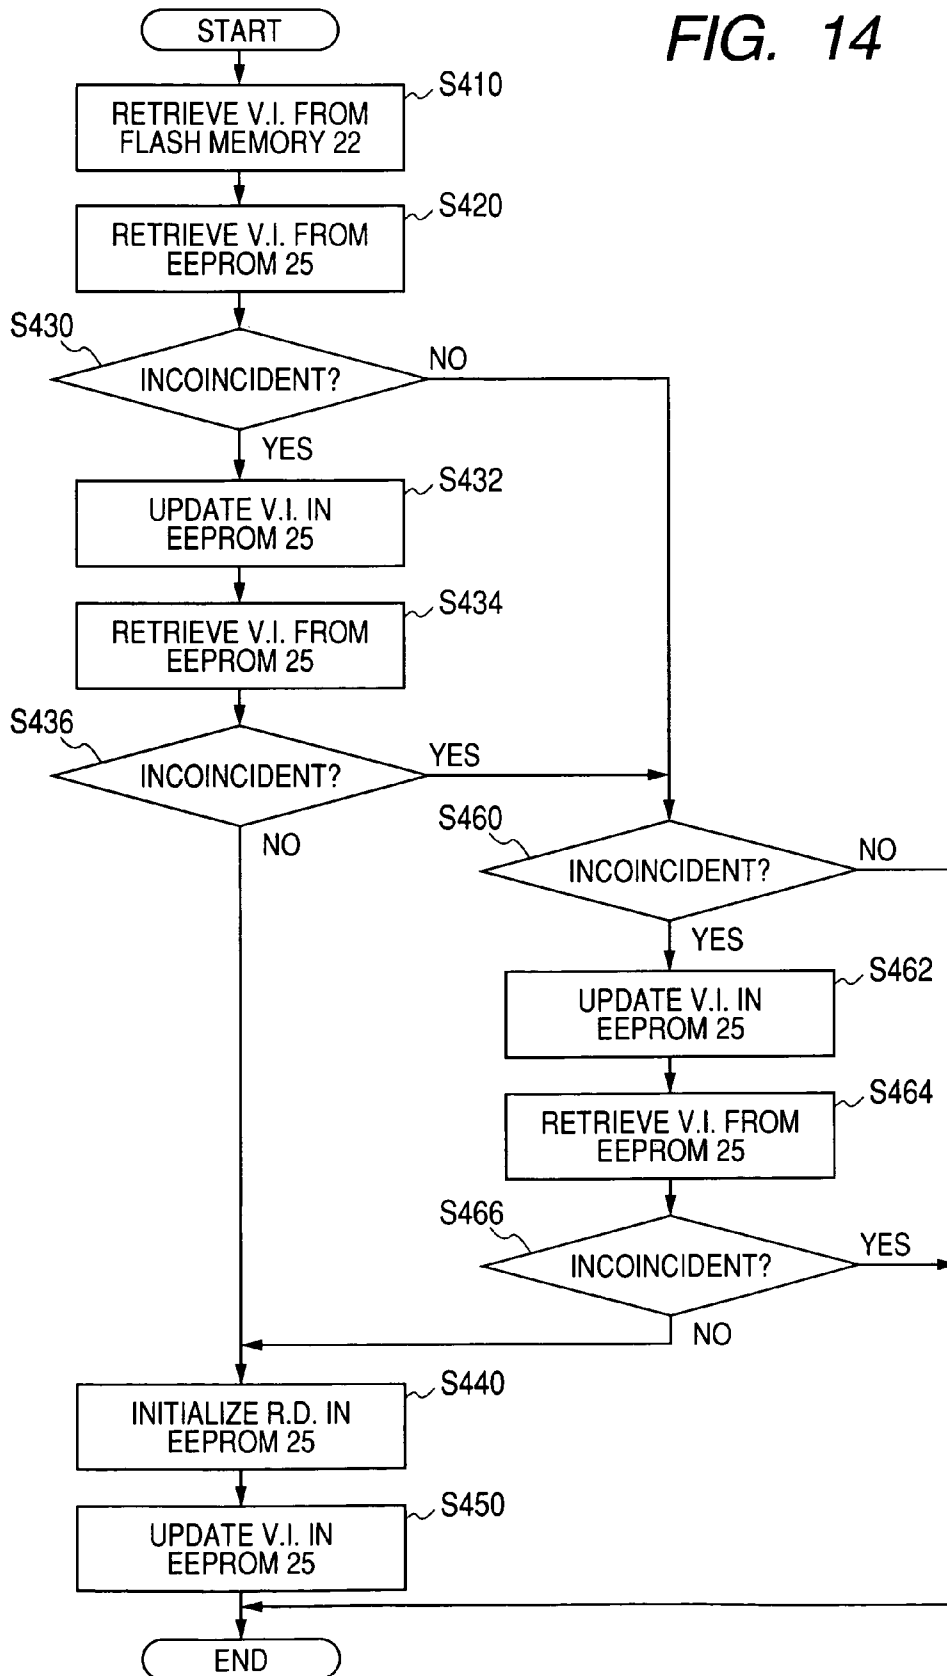 FIG. 14
START
S410
RETRIEVE V.I. FROM
FLASH MEMORY 22
S420
RETRIEVE V.I. FROM
EEPROM 25
S430
INCOINCIDENT?
NO
YES
S432
UPDATE V.I. IN
EEPROM 25
S434
RETRIEVE V.I. FROM
EEPROM 25
S436
INCOINCIDENT?
YES
NO
S460
INCOINCIDENT?
NO
YES
S462
UPDATE V.I. IN
EEPROM 25
S464
RETRIEVE V.I. FROM
EEPROM 25
S466
INCOINCIDENT?
YES
NO
S440
INITIALIZE R.D. IN
EEPROM 25
S450
UPDATE V.I. IN
EEPROM 25
END